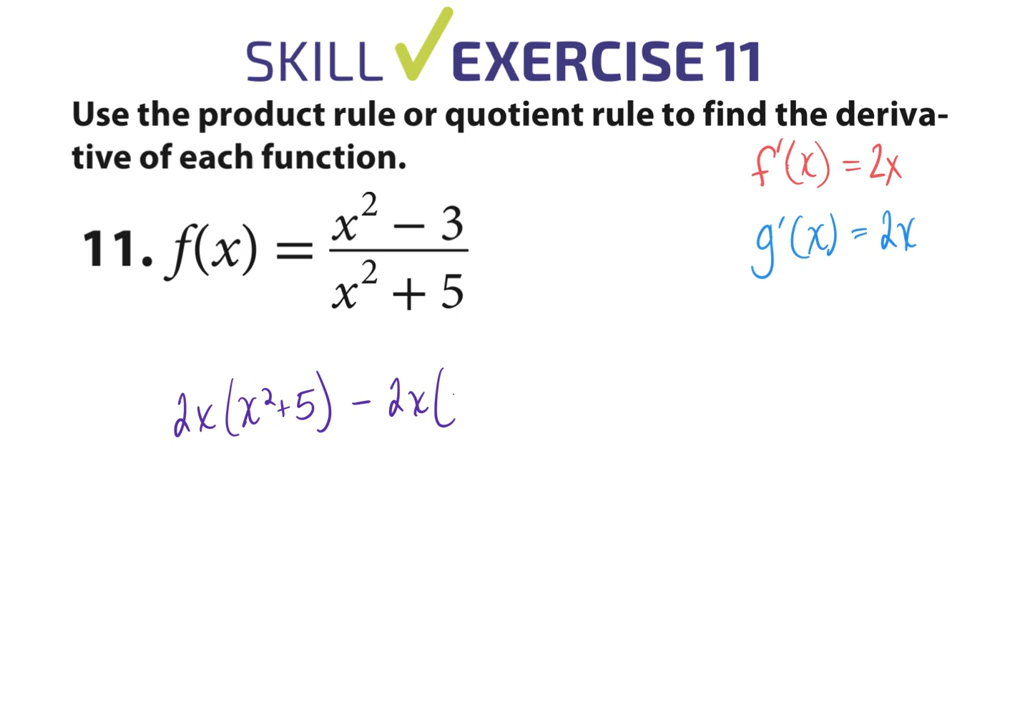 SKILL EXERCISE 11
Use the product rule or quotient rule to find the deriva-
tive of each function.
f'(x) = 2x
11. f(x) = (x² − 3)/(x² + 5)
g'(x) = 2x
2x(x²+5) − 2x(